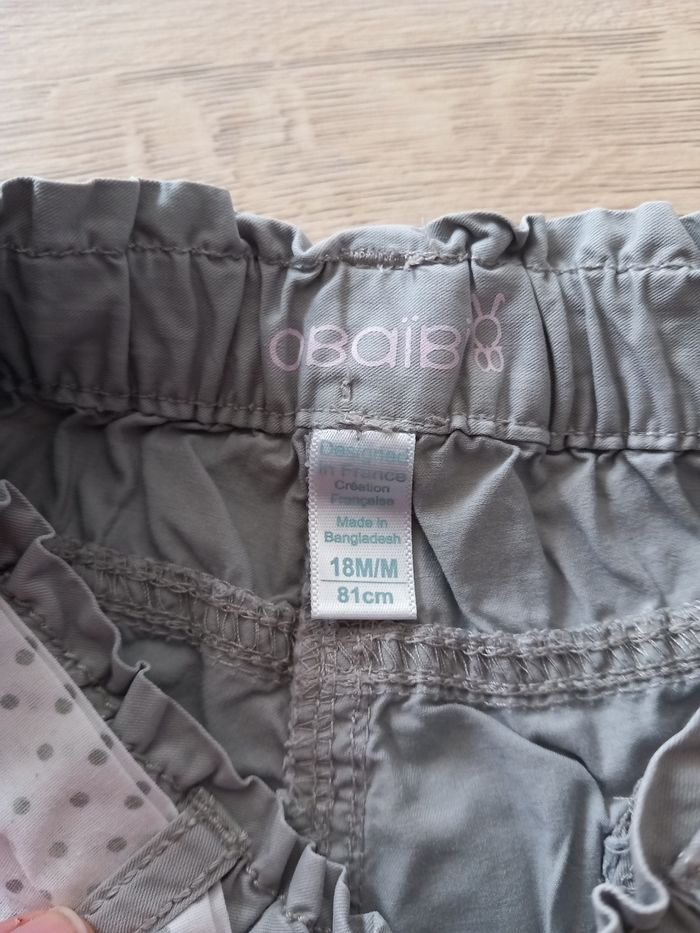 OBAÏBI
Designed
in France
Création
Française
Made in
Bangladesh
18M/M
81cm